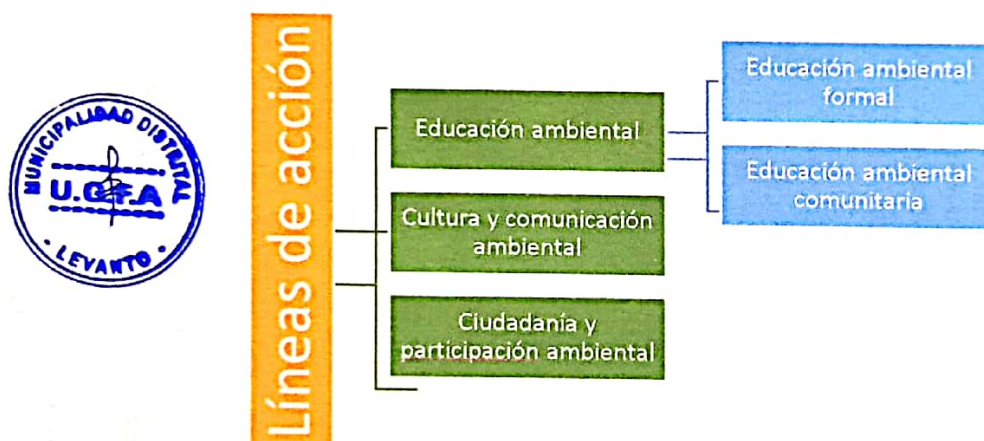 MUNICIPALIDAD DISTRITAL
LEVANTO
Líneas de acción
Educación ambiental
Cultura y comunicación
ambiental
Ciudadanía y
participación ambiental
Educación ambiental
formal
Educación ambiental
comunitaria